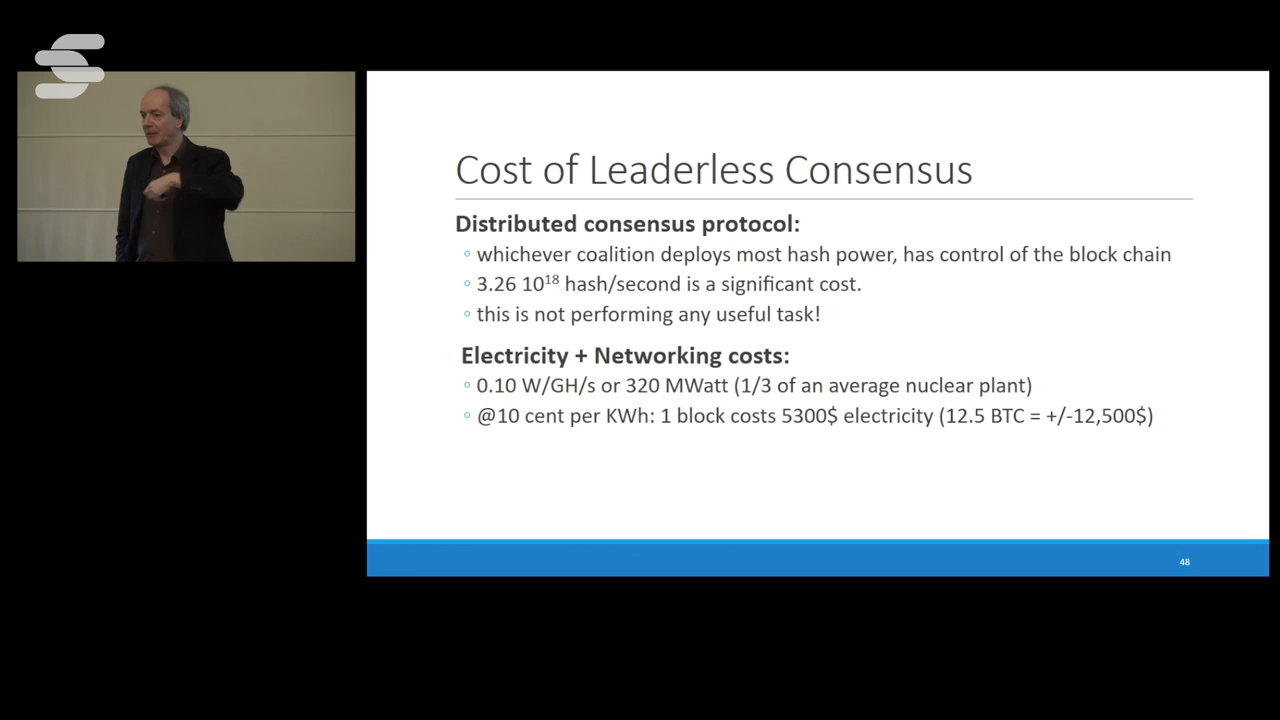 Cost of Leaderless Consensus
Distributed consensus protocol:
◦ whichever coalition deploys most hash power, has control of the block chain
◦ 3.26 10¹⁸ hash/second is a significant cost.
◦ this is not performing any useful task!
Electricity + Networking costs:
◦ 0.10 W/GH/s or 320 MWatt (1/3 of an average nuclear plant)
◦ @10 cent per KWh: 1 block costs 5300$ electricity (12.5 BTC = +/-12,500$)
48